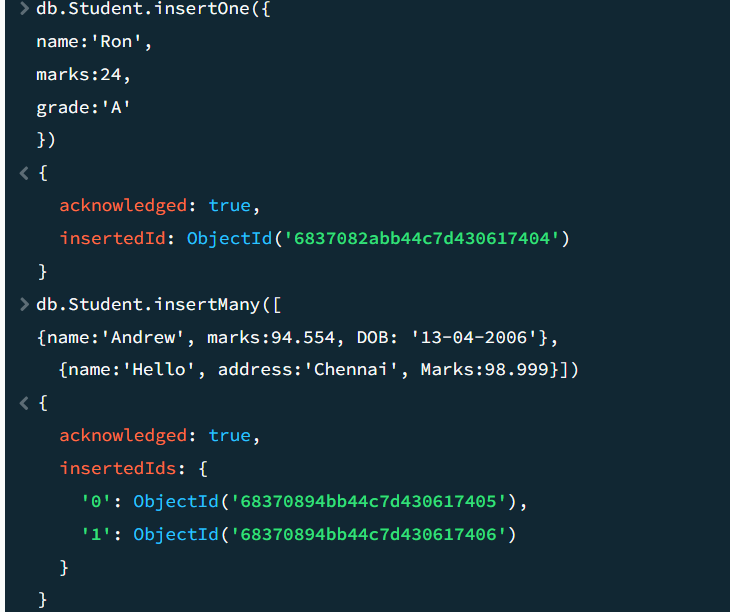 > db.Student.insertOne({
name:'Ron',
marks:24,
grade:'A'
})
< {
acknowledged: true,
insertedId: ObjectId('6837082abb44c7d430617404')
}
> db.Student.insertMany([
{name:'Andrew', marks:94.554, DOB: '13-04-2006'},
{name:'Hello', address:'Chennai', Marks:98.999}])
< {
acknowledged: true,
insertedIds: {
'0': ObjectId('68370894bb44c7d430617405'),
'1': ObjectId('68370894bb44c7d430617406')
}
}